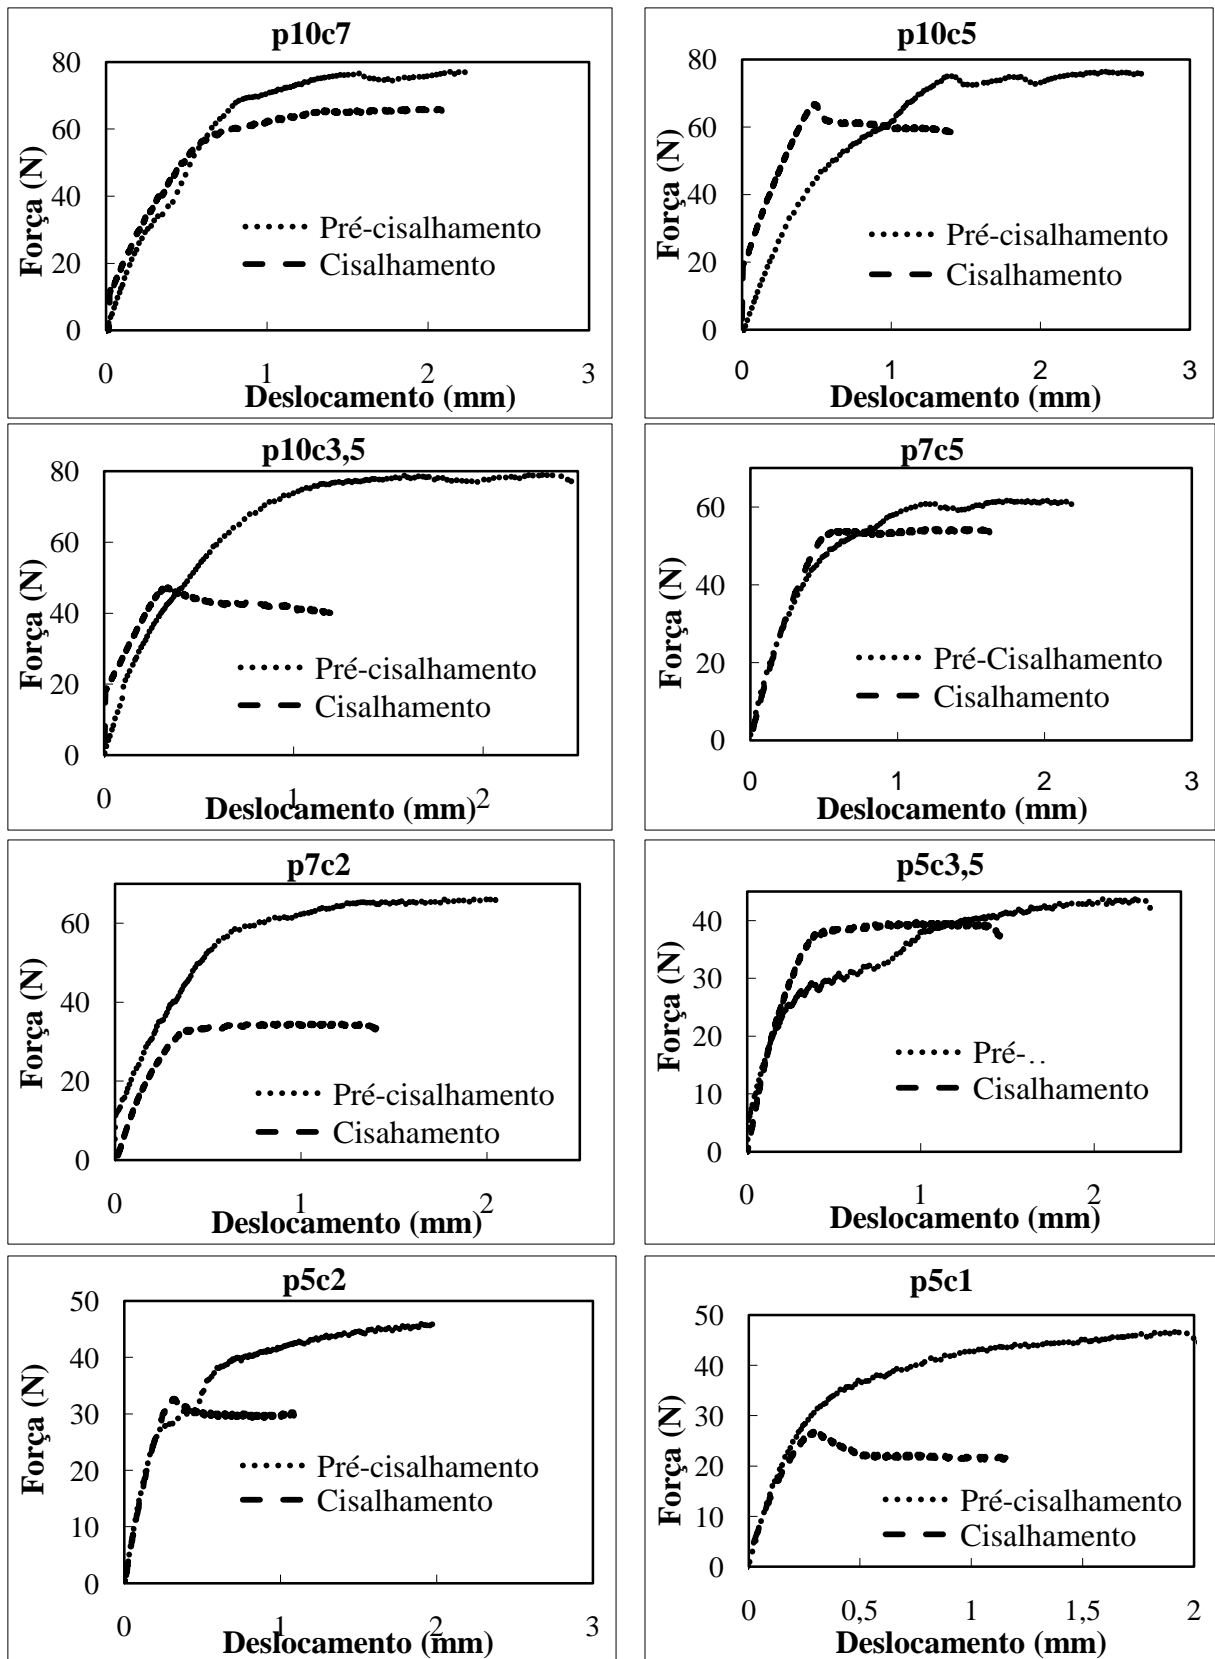 p10c7
80
60
40
20
0
Força (N)
Pré-cisalhamento
Cisalhamento
0 1 2 3
Deslocamento (mm)
p10c5
80
60
40
20
0
Força (N)
Pré-cisalhamento
Cisalhamento
0 1 2 3
Deslocamento (mm)
p10c3,5
80
60
40
20
0
Força (N)
Pré-cisalhamento
Cisalhamento
0 1 2
Deslocamento (mm)
p7c5
60
40
20
0
Força (N)
Pré-Cisalhamento
Cisalhamento
0 1 2 3
Deslocamento (mm)
p7c2
60
40
20
0
Força (N)
Pré-cisalhamento
Cisahamento
0 1 2
Deslocamento (mm)
p5c3,5
40
30
20
10
0
Força (N)
Pré-…
Cisalhamento
0 1 2
Deslocamento (mm)
p5c2
50
40
30
20
10
0
Força (N)
Pré-cisalhamento
Cisalhamento
0 1 2 3
Deslocamento (mm)
p5c1
50
40
30
20
10
0
Força (N)
Pré-cisalhamento
Cisalhamento
0 0,5 1 1,5 2
Deslocamento (mm)